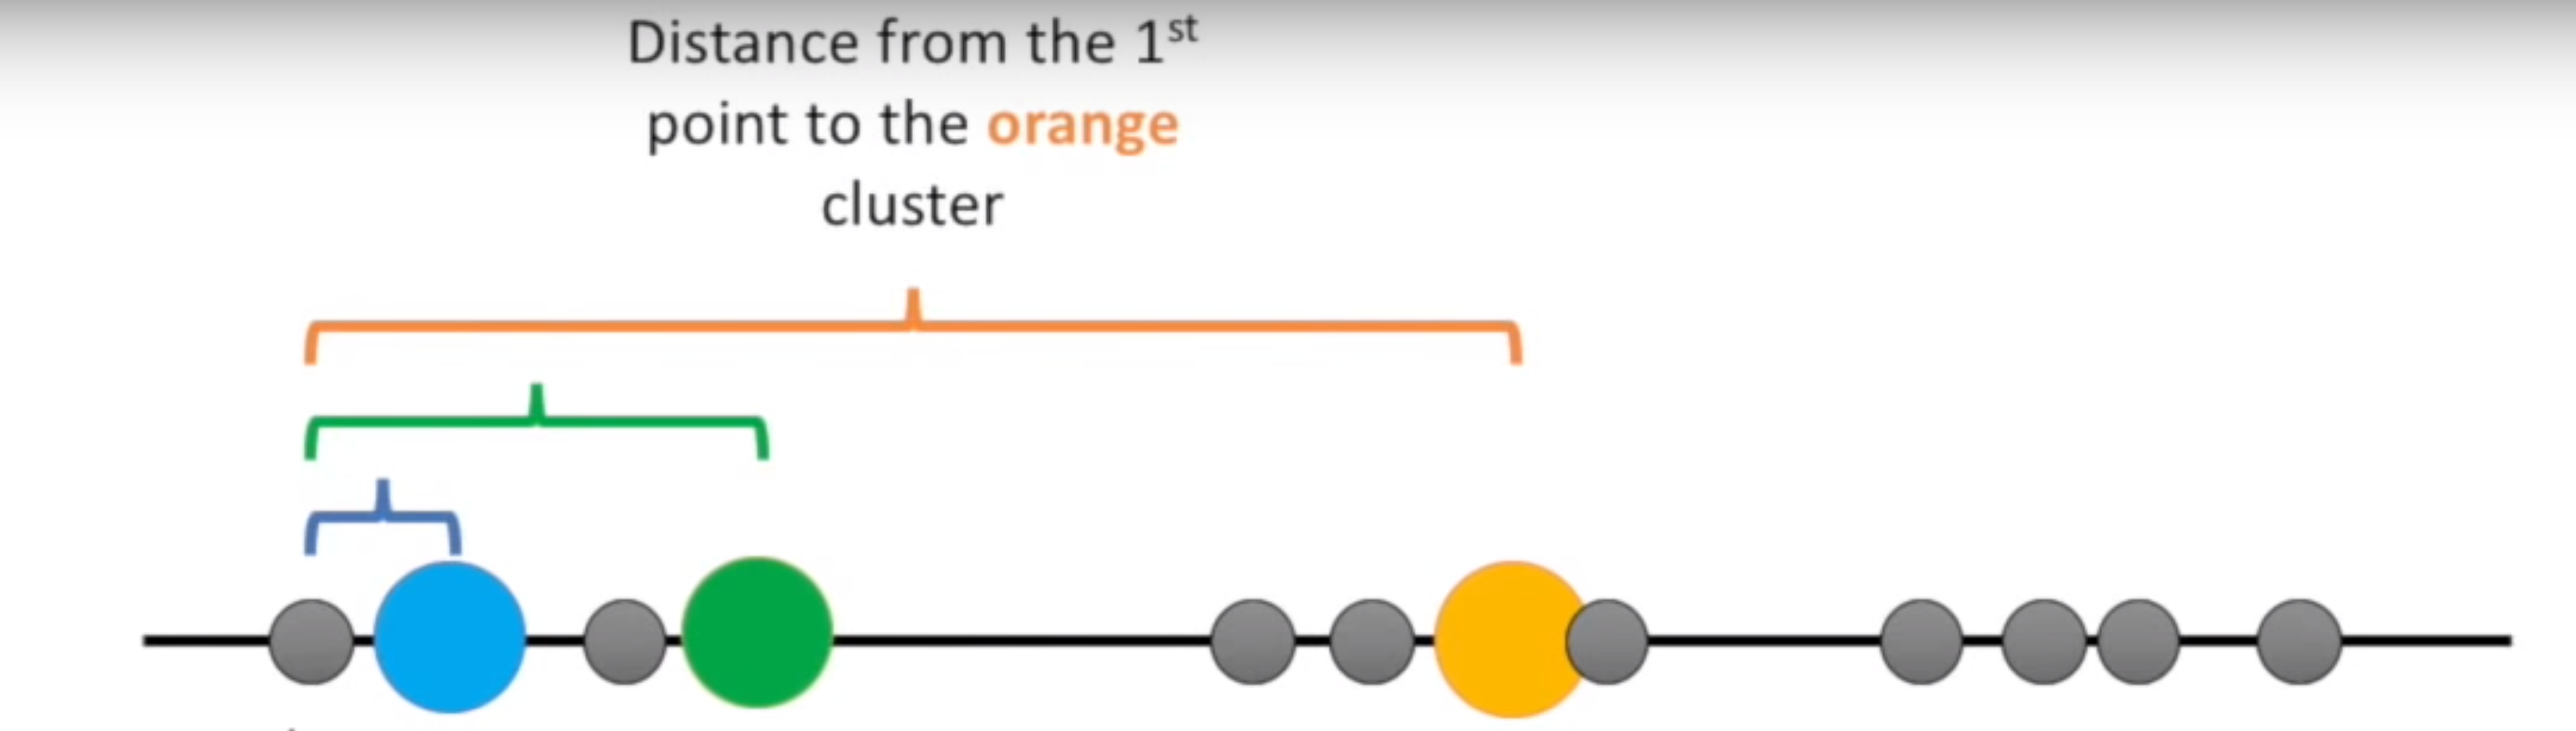 Distance from the 1st
point to the orange
cluster